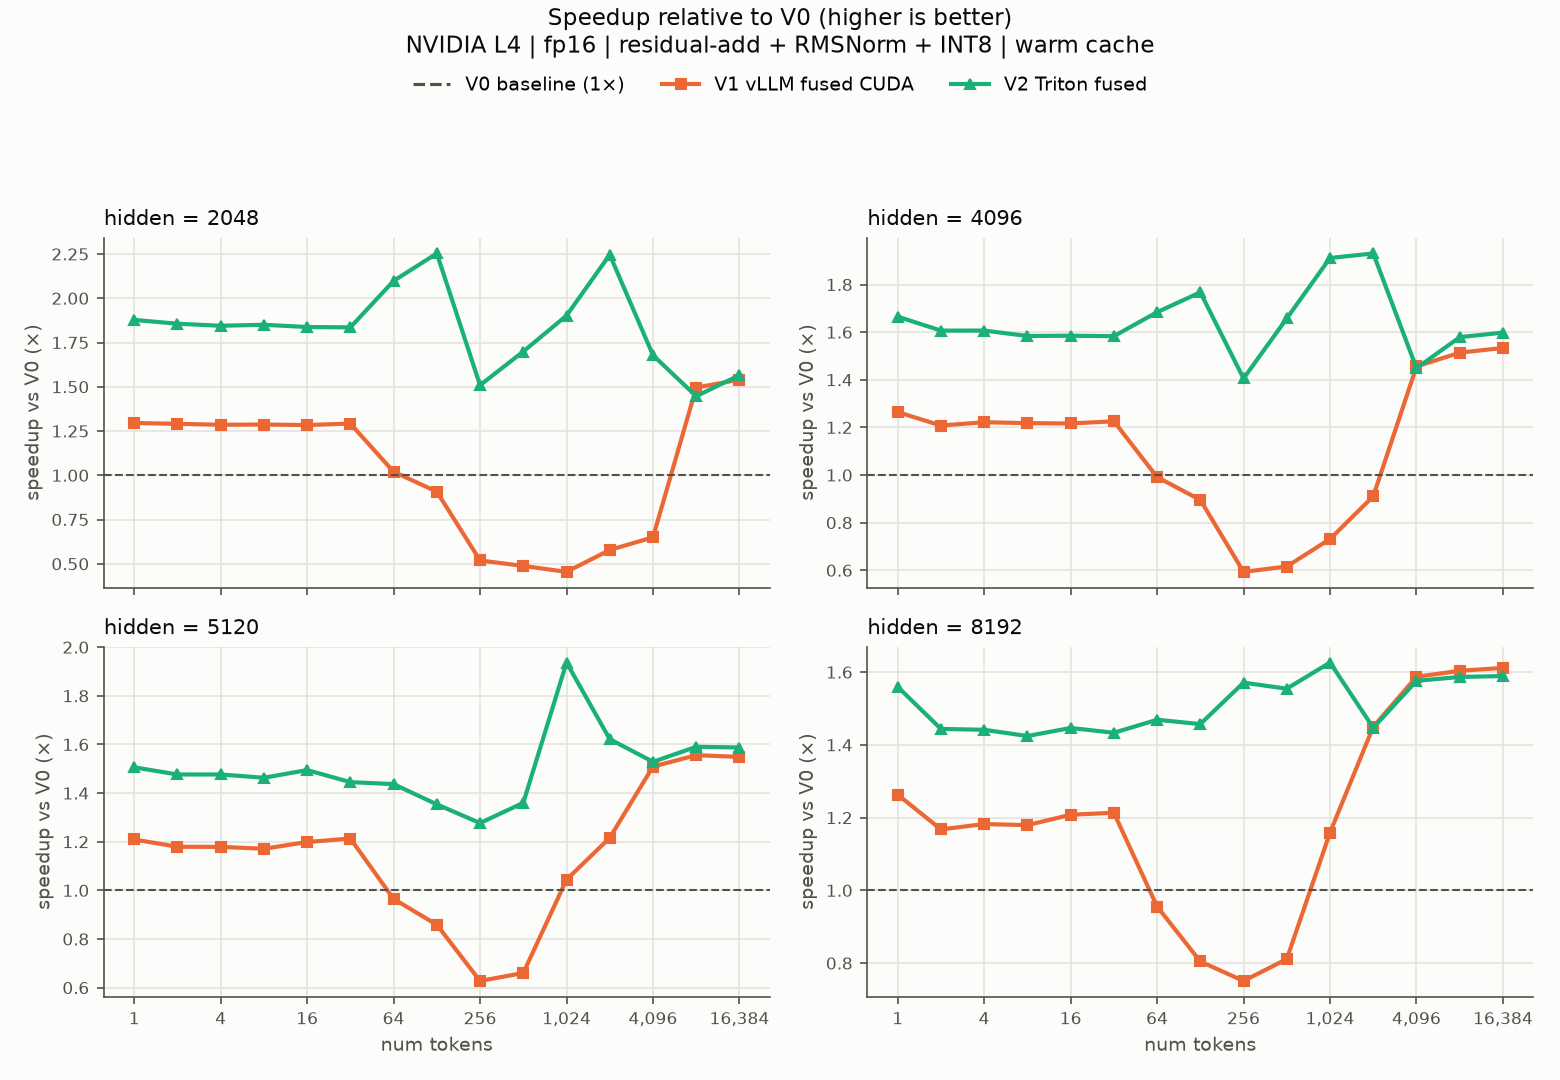 Speedup relative to V0 (higher is better)
NVIDIA L4 | fp16 | residual-add + RMSNorm + INT8 | warm cache
V0 baseline (1×) V1 vLLM fused CUDA V2 Triton fused
hidden = 2048
speedup vs V0 (×)
2.25
2.00
1.75
1.50
1.25
1.00
0.75
0.50
hidden = 4096
speedup vs V0 (×)
1.8
1.6
1.4
1.2
1.0
0.8
0.6
hidden = 5120
speedup vs V0 (×)
2.0
1.8
1.6
1.4
1.2
1.0
0.8
0.6
1 4 16 64 256 1,024 4,096 16,384
num tokens
hidden = 8192
speedup vs V0 (×)
1.6
1.4
1.2
1.0
0.8
1 4 16 64 256 1,024 4,096 16,384
num tokens